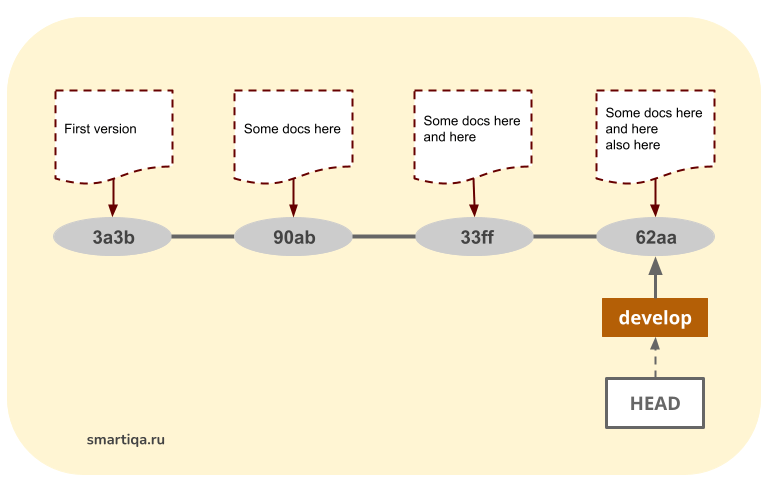 First version
Some docs here
Some docs here
and here
Some docs here
and here
also here
3a3b
90ab
33ff
62aa
develop
HEAD
smartiqa.ru